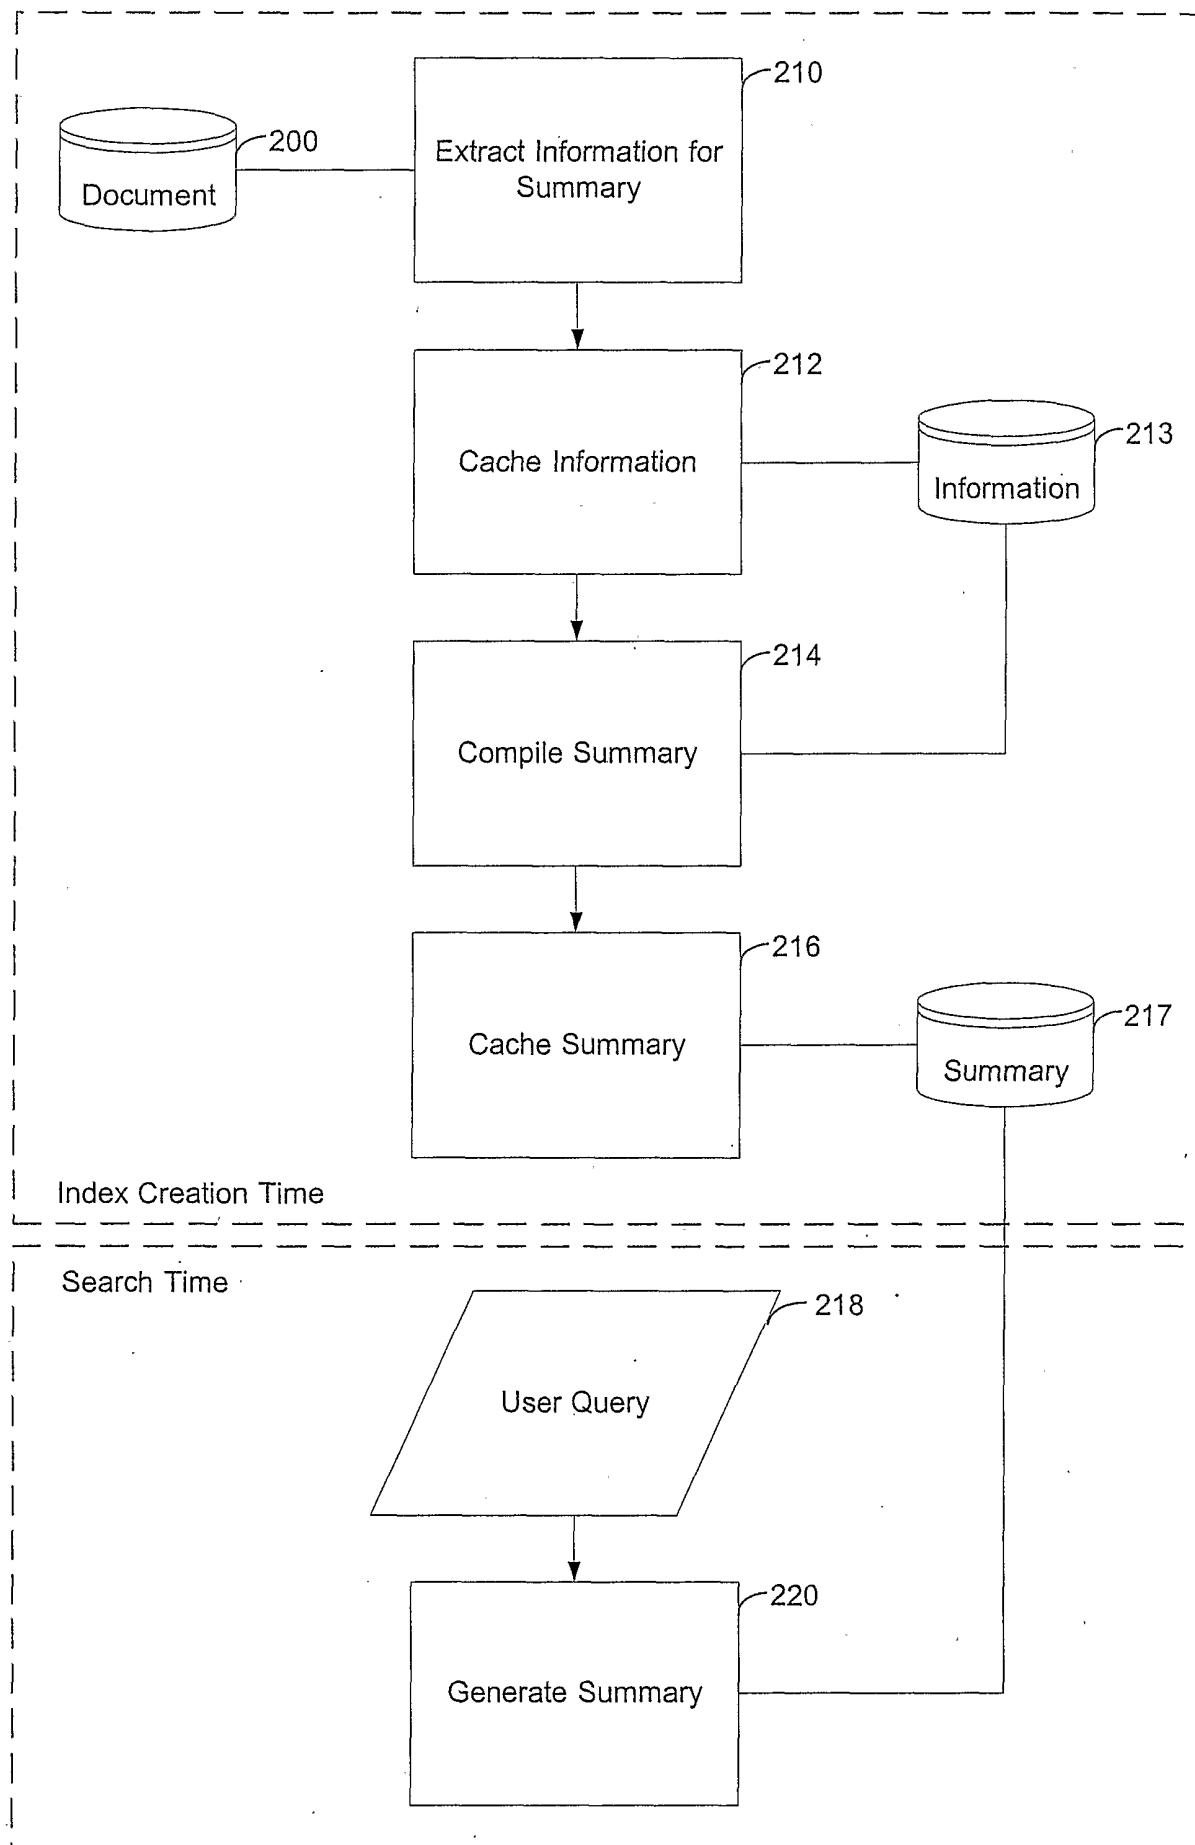 210
200
Document
Extract Information for
Summary
212
Cache Information
213
Information
214
Compile Summary
216
Cache Summary
217
Summary
Index Creation Time
Search Time
218
User Query
220
Generate Summary